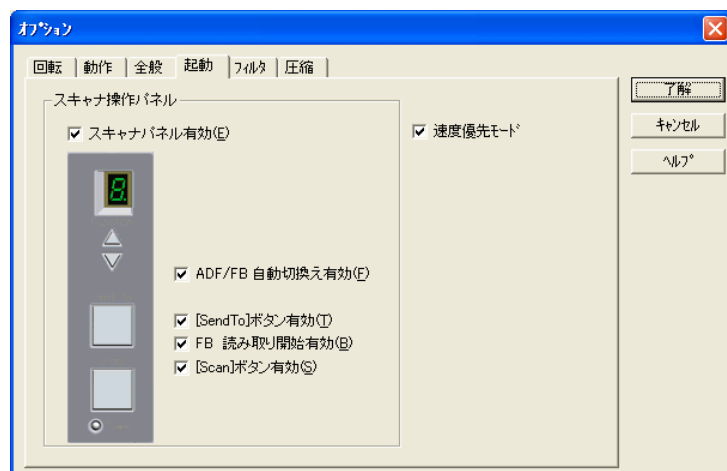 オプション
回転 動作 全般 起動 フィルタ 圧縮
スキャナ操作パネル
スキャナパネル有効(E)
速度優先モード
了解
キャンセル
ヘルプ
8.
ADF/FB 自動切換え有効(F)
[SendTo]ボタン有効(T)
FB 読み取り開始有効(B)
[Scan]ボタン有効(S)